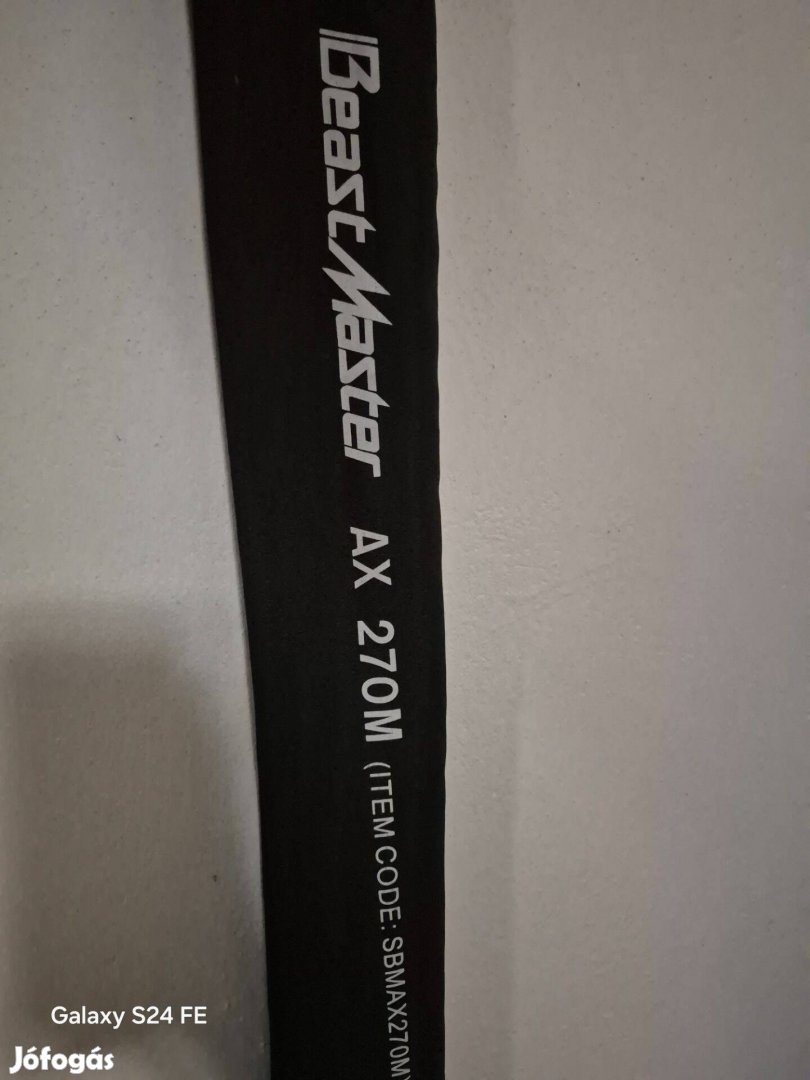 BeastMaster AX 270M (ITEM CODE: SBMAX270M)
Galaxy S24 FE
Jófogás